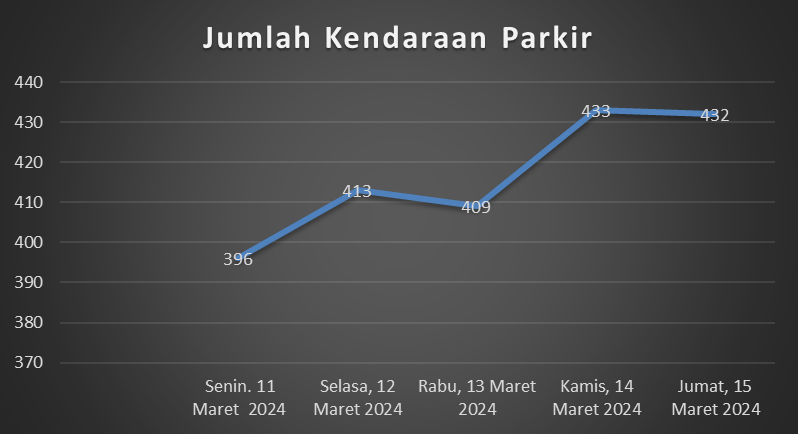 Jumlah Kendaraan Parkir
440
430
420
410
400
390
380
370
396
413
409
433
432
Senin. 11
Maret  2024
Selasa, 12
Maret 2024
Rabu, 13 Maret
2024
Kamis, 14
Maret 2024
Jumat, 15
Maret 2024